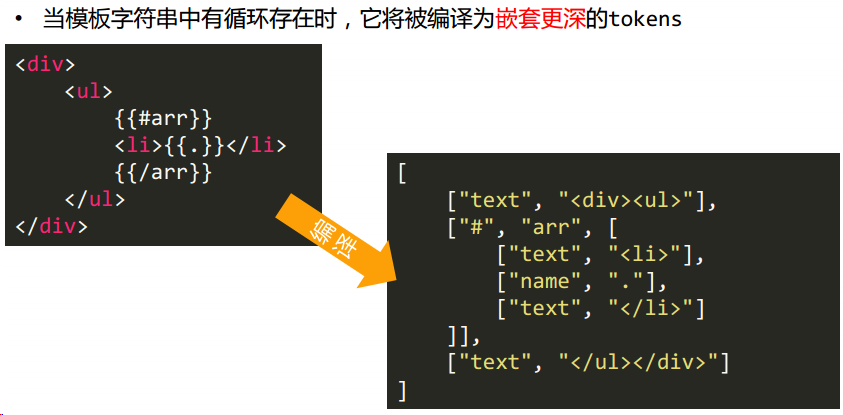 • 当模板字符串中有循环存在时，它将被编译为嵌套更深的tokens
<div>
    <ul>
        {{#arr}}
        <li>{{.}}</li>
        {{/arr}}
    </ul>
</div>
编译
[
    ["text", "<div><ul>"],
    ["#", "arr", [
        ["text", "<li>"],
        ["name", "."],
        ["text", "</li>"]
    ]],
    ["text", "</ul></div>"]
]